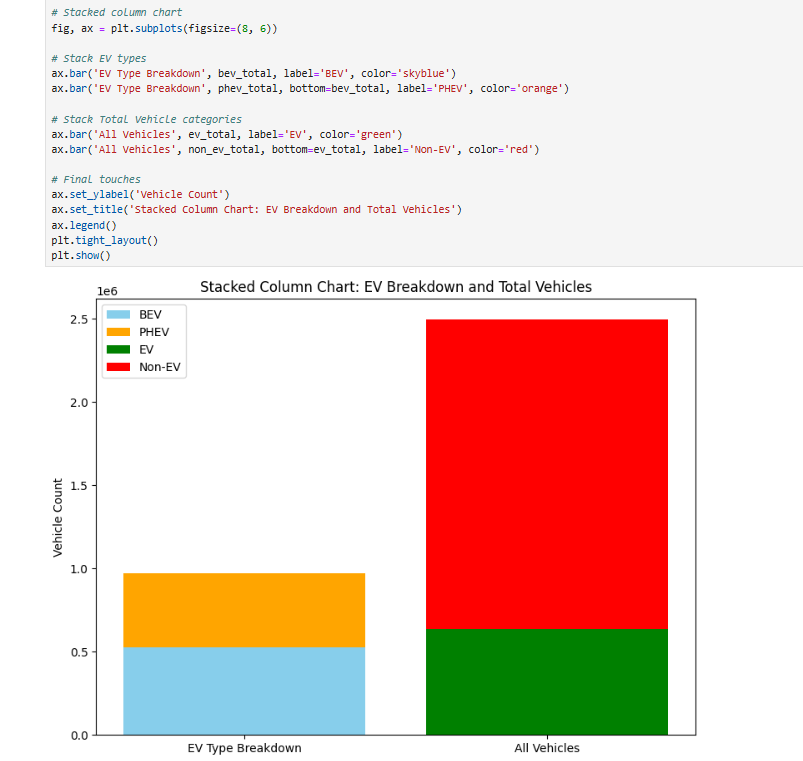 # Stacked column chart
fig, ax = plt.subplots(figsize=(8, 6))
# Stack EV types
ax.bar('EV Type Breakdown', bev_total, label='BEV', color='skyblue')
ax.bar('EV Type Breakdown', phev_total, bottom=bev_total, label='PHEV', color='orange')
# Stack Total Vehicle categories
ax.bar('All Vehicles', ev_total, label='EV', color='green')
ax.bar('All Vehicles', non_ev_total, bottom=ev_total, label='Non-EV', color='red')
# Final touches
ax.set_ylabel('Vehicle Count')
ax.set_title('Stacked Column Chart: EV Breakdown and Total Vehicles')
ax.legend()
plt.tight_layout()
plt.show()
Stacked Column Chart: EV Breakdown and Total Vehicles
1e6
BEV
PHEV
EV
Non-EV
2.5
2.0
1.5
1.0
0.5
0.0
Vehicle Count
EV Type Breakdown
All Vehicles